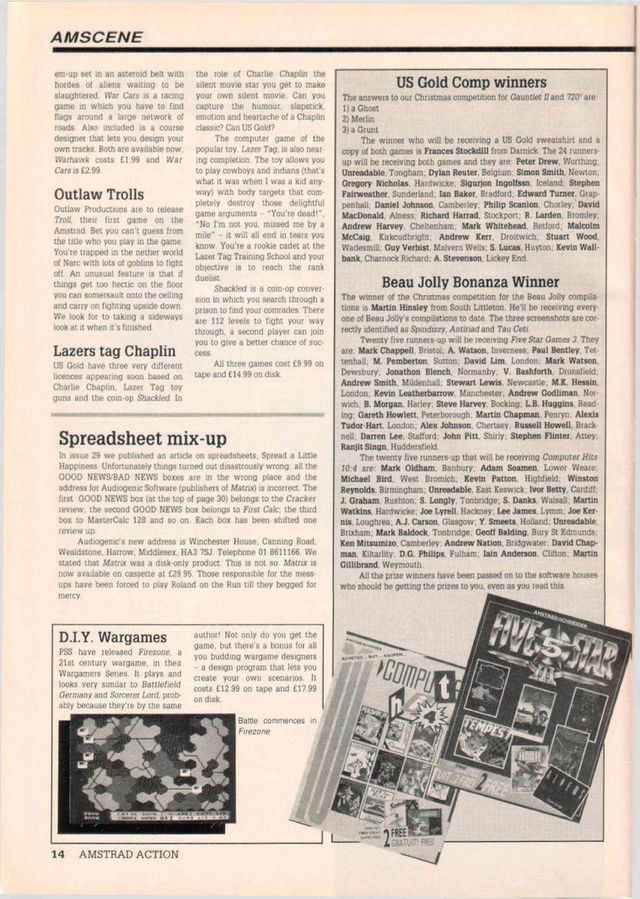 AMSCENE
em-up set in an asteroid belt with
hordes of aliens waiting to be
slaughtered. War Cars is a racing
game in which you have to find
flags around a large network of
roads. Also included is a course
designer that lets you design your
own tracks. Both are available now,
Warhawk costs £1.99 and War
Cars is £2.99.
Outlaw Trolls
Outlaw Productions are to release
Troll, their first game on the
Amstrad. Bet you can't guess from
the title who you play in the game.
You're trapped in the nether world
of Narc with lots of goblins to fight
off. An unusual feature is that if
things get too hectic on the floor
you can somersault onto the ceiling
and carry on fighting upside down.
We look for to taking a sideways
look at it when it's finished.
Lazers tag Chaplin
US Gold have three very different
licences appearing soon based on
Charlie Chaplin, Lazer Tag toy
guns and the coin-op Shackled. In
the role of Charlie Chaplin the
silent movie star you get to make
your own silent movie. Can you
capture the humour, slapstick,
emotion and heartache of a Chaplin
classic? Can US Gold?
The computer game of the
popular toy, Lazer Tag, is also near-
ing completion. The toy allows you
to play cowboys and indians (that's
what it was when I was a kid any-
way) with body targets that com-
pletely destroy those delightful
game arguments – "You're dead!",
"No I'm not, you missed me by a
mile" – it will all end in tears you
know. You're a rookie cadet at the
Lazer Tag Training School and your
objective is to reach the rank
duelist.
Shackled is a coin-op conver-
sion in which you search through a
prison to find your comrades. There
are 112 levels to fight your way
through, a second player can join
you to give a better chance of suc-
cess.
All three games cost £9.99 on
tape and £14.99 on disk.
Spreadsheet mix-up
In issue 29 we published an article on spreadsheets, Spread a Little
Happiness. Unfortunately things turned out disastrously wrong: all the
GOOD NEWS/BAD NEWS boxes are in the wrong place and the
address for Audiogenic Software (publishers of Matrix) is incorrect. The
first GOOD NEWS box (at the top of page 30) belongs to the Cracker
review; the second GOOD NEWS box belongs to First Calc; the third
box to MasterCalc 128 and so on. Each box has been shifted one
review up.
Audiogenic's new address is Winchester House, Canning Road,
Wealdstone, Harrow, Middlesex, HA3 7SJ. Telephone 01 8611166. We
stated that Matrix was a disk-only product. This is not so. Matrix is
now available on cassette at £29.95. Those responsible for the mess-
ups have been forced to play Roland on the Run till they begged for
mercy.
D.I.Y. Wargames
PSS have released Firezone, a
21st century wargame, in their
Wargamers Series. It plays and
looks very similar to Battlefield
Germany and Sorcerer Lord, prob-
ably because they're by the same
author! Not only do you get the
game, but there's a bonus for all
you budding wargame designers
– a design program that lets you
create your own scenarios. It
costs £12.99 on tape and £17.99
on disk.
Battle commences in
Firezone
US Gold Comp winners
The answers to our Christmas competition for Gauntlet II and 720° are:
1) a Ghost
2) Merlin
3) a Grunt
The winner who will be receiving a US Gold sweatshirt and a
copy of both games is Frances Stockdill from Darnick. The 24 runners-
up will be receiving both games and they are: Peter Drew, Worthing;
Unreadable, Tongham; Dylan Reuter, Belgium; Simon Smith, Newton;
Gregory Nicholas, Hardwicke; Sigurjon Ingolfssn, Iceland; Stephen
Fairweather, Sunderland; Ian Baker, Bradford; Edward Turner, Grap-
penhall; Daniel Johnson, Camberley; Philip Scanlon, Chorley; David
MacDonald, Alness; Richard Harrad, Stockport; R. Larden, Bromley;
Andrew Harvey, Cheltenham; Mark Whitehead, Retford; Malcolm
McCaig, Kirkcudbright; Andrew Kerr, Droitwich; Stuart Wood,
Wadesmill; Guy Verbist, Malvern Wells; S. Lucas, Huyton; Kevin Wall-
bank, Charnock Richard; A. Stevenson, Lickey End.
Beau Jolly Bonanza Winner
The winner of the Christmas competition for the Beau Jolly compila-
tions is Martin Hinsley from South Littleton. He'll be receiving every-
one of Beau Jolly's compilations to date. The three screenshots are cor-
rectly identified as Spindizzy, Antiriad and Tau Ceti.
Twenty five runners-up will be receiving Five Star Games 3. They
are: Mark Chappell, Bristol; A. Watson, Inverness; Paul Bentley, Tet-
tenhall; M. Pemberton, Sutton; David Lim, London; Mark Watson,
Dewsbury; Jonathon Blench, Normanby; V. Bashforth, Dronsfield;
Andrew Smith, Mildenhall; Stewart Lewis, Newcastle; M.K. Hessin,
London; Kevin Leatherbarrow, Manchester; Andrew Godliman, Nor-
wich; B. Morgan, Harley; Steve Harvey, Bocking; L.B. Huggins, Read-
ing; Gareth Howlett, Peterborough; Martin Chapman, Penryn; Alexis
Tudor-Hart, London; Alex Johnson, Chertsey; Russell Howell, Brack-
nell; Darren Lee, Stafford; John Pitt, Shirly; Stephen Flinter, Attey;
Ranjit Singn, Huddersfield.
The twenty five runners-up that will be receiving Computer Hits
10:4 are: Mark Oldham, Banbury; Adam Seamen, Lower Weare;
Michael Bird, West Bromich; Kevin Patton, Highfield; Winston
Reynolds, Birmingham; Unreadable, East Keswick; Ivor Betty, Cardiff;
J. Graham, Rushton; S. Longly, Tonbridge; S. Danks, Walsall; Martin
Watkins, Hardwicke; Joe Lyrell, Hackney; Lee James, Lymm; Joe Ker-
nis, Loughrea; A.J. Carson, Glasgow; Y. Smeets, Holland; Unreadable,
Brixham; Mark Baldock, Tonbridge; Geoff Balding, Bury St Edmunds;
Ken Mitsumizo, Camberley; Andrew Nation, Bridgwater; David Chap-
man, Kiltarlity; D.G. Philips, Fulham; Iain Anderson, Clifton; Martin
Gillibrand, Weymouth.
All the prize winners have been passed on to the software houses
who should be getting the prizes to you, even as you read this.
AMSTRAD/SCHNEIDER
FIVE STAR
III
TEMPEST
2 FREE
ACHETEZ... BUY... KAUFEN...
COMPUTER
hits
4
2 FREE
GRATUIT! FREI
14 AMSTRAD ACTION